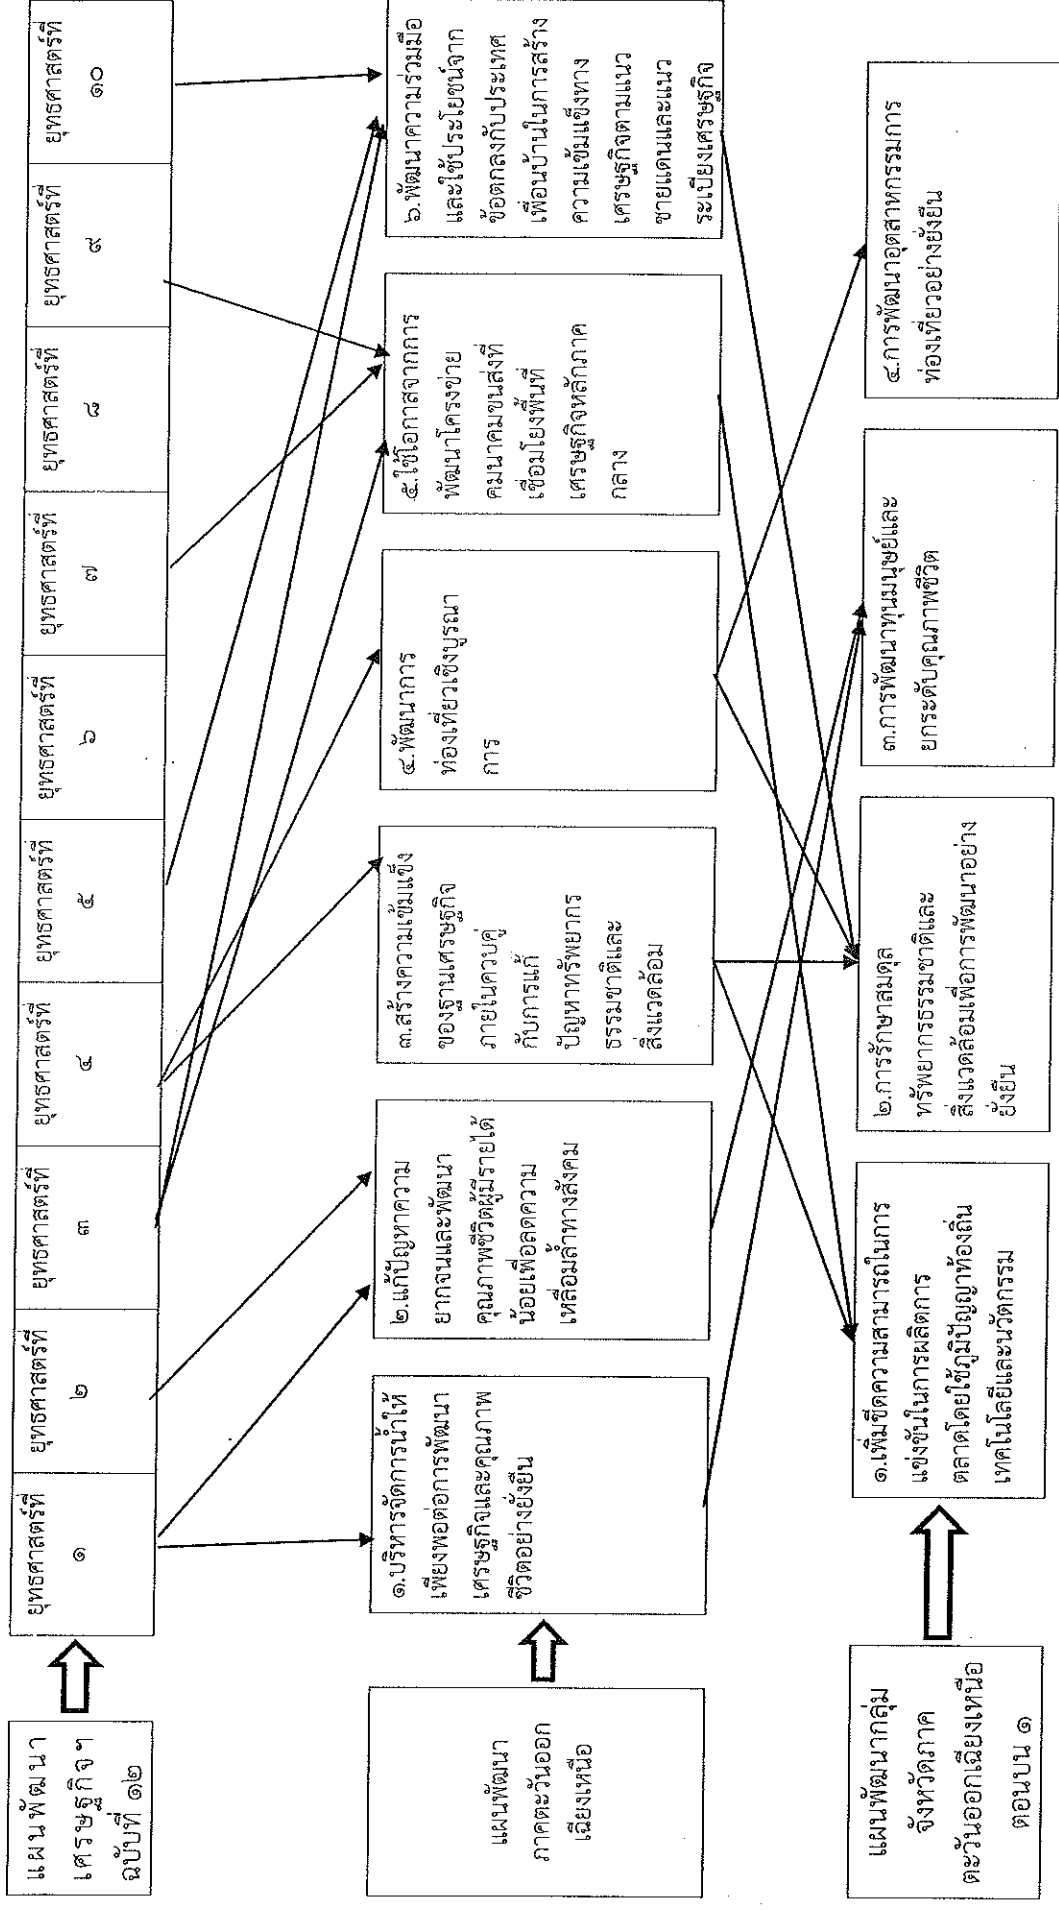 แผนพัฒนา
เศรษฐกิจฯ
ฉบับที่ ๑๒
ยุทธศาสตร์ที่
๑
ยุทธศาสตร์ที่
๒
ยุทธศาสตร์ที่
๓
ยุทธศาสตร์ที่
๔
ยุทธศาสตร์ที่
๕
ยุทธศาสตร์ที่
๖
ยุทธศาสตร์ที่
๗
ยุทธศาสตร์ที่
๘
ยุทธศาสตร์ที่
๙
ยุทธศาสตร์ที่
๑๐
แผนพัฒนา
ภาคตะวันออก
เฉียงเหนือ
๑.บริหารจัดการน้ำให้
เพียงพอต่อการพัฒนา
เศรษฐกิจและคุณภาพ
ชีวิตอย่างยั่งยืน
๒.แก้ปัญหาความ
ยากจนและพัฒนา
คุณภาพชีวิตผู้มีรายได้
น้อยเพื่อลดความ
เหลื่อมล้ำทางสังคม
๓.สร้างความเข้มแข็ง
ของฐานเศรษฐกิจ
ภายในควบคู่
กับการแก้
ปัญหาทรัพยากร
ธรรมชาติและ
สิ่งแวดล้อม
๔.พัฒนาการ
ท่องเที่ยวเชิงบูรณา
การ
๕.ใช้โอกาสจากการ
พัฒนาโครงข่าย
คมนาคมขนส่งที่
เชื่อมโยงพื้นที่
เศรษฐกิจหลักภาค
กลาง
๖.พัฒนาความร่วมมือ
และใช้ประโยชน์จาก
ข้อตกลงกับประเทศ
เพื่อนบ้านในการสร้าง
ความเข้มแข็งทาง
เศรษฐกิจตามแนว
ชายแดนและแนว
ระเบียงเศรษฐกิจ
แผนพัฒนากลุ่ม
จังหวัดภาค
ตะวันออกเฉียงเหนือ
ตอนบน ๑
๑.เพิ่มขีดความสามารถในการ
แข่งขันในการผลิตการ
ตลาดโดยใช้ภูมิปัญญาท้องถิ่น
เทคโนโลยีและนวัตกรรม
๒.การรักษาสมดุล
ทรัพยากรธรรมชาติและ
สิ่งแวดล้อมเพื่อการพัฒนาอย่าง
ยั่งยืน
๓.การพัฒนาทุนมนุษย์และ
ยกระดับคุณภาพชีวิต
๔.การพัฒนาอุตสาหกรรมการ
ท่องเที่ยวอย่างยั่งยืน